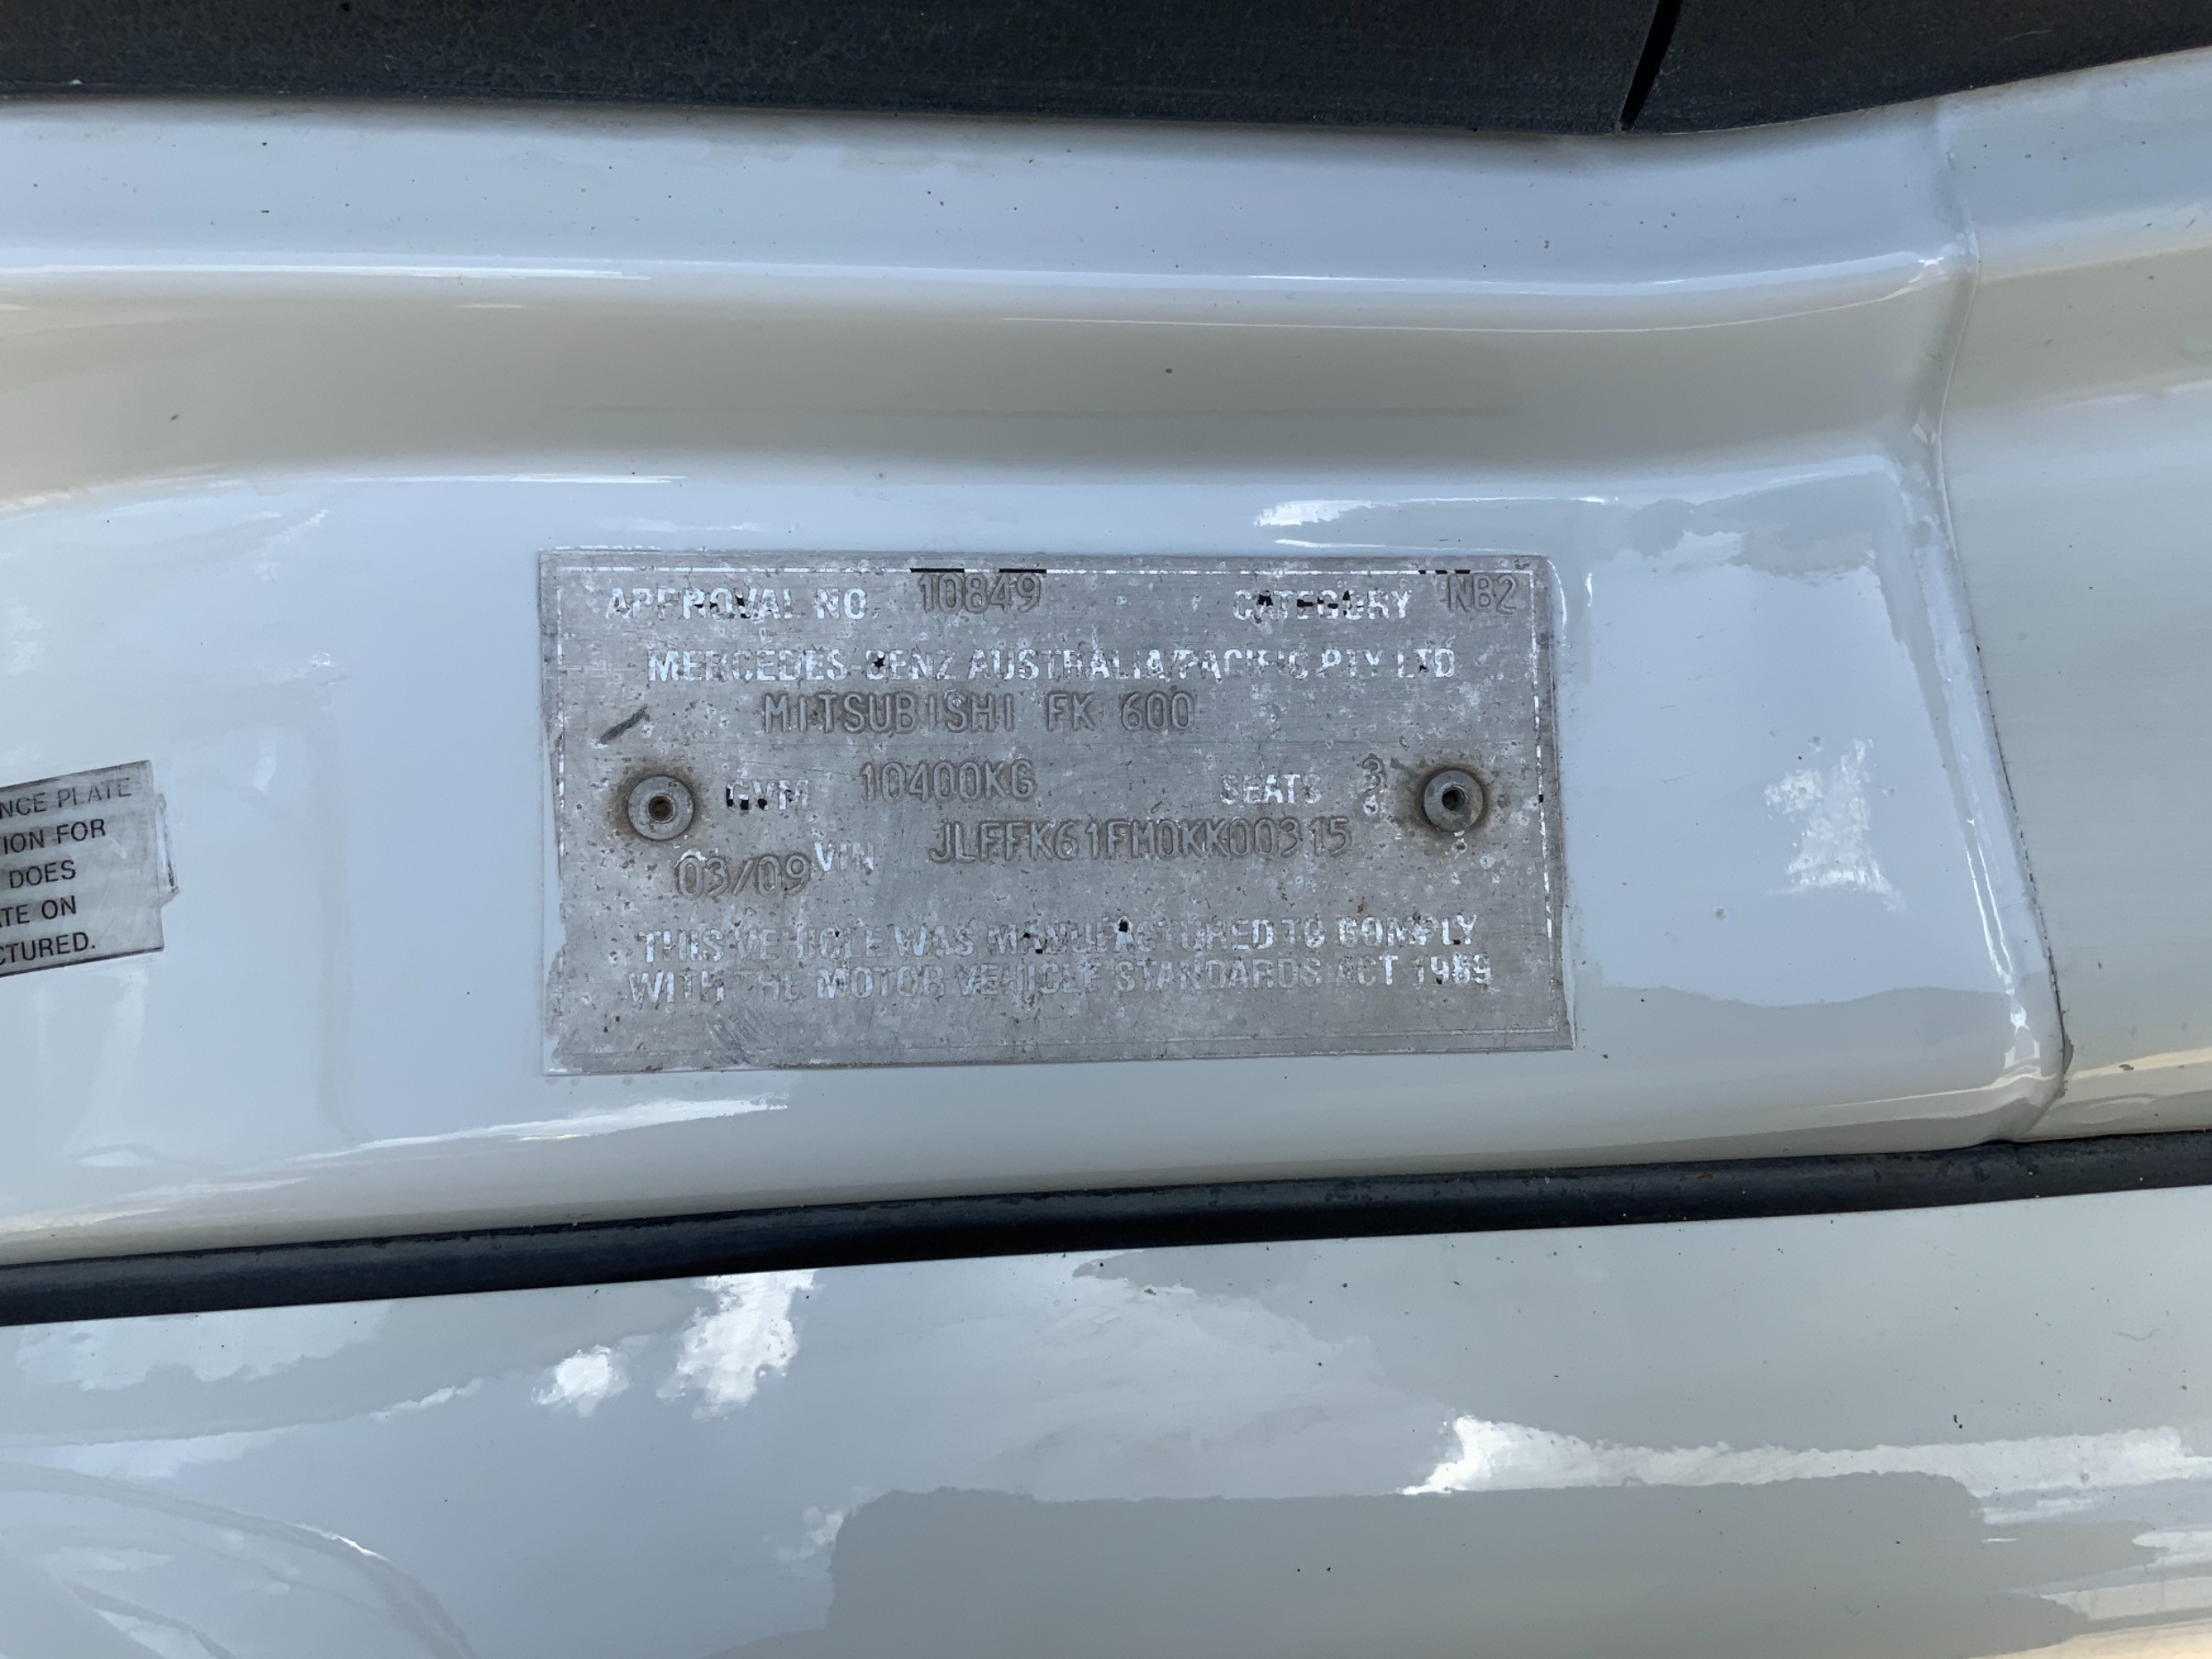 APPROVAL NO. 10849 CATEGORY NB2
MERCEDES-BENZ AUSTRALIA/PACIFIC PTY LTD
MITSUBISHI FK 600
GVM 10400KG SEATS 3
03/09 VIN JLFFK61FM0KK00315
THIS VEHICLE WAS MANUFACTURED TO COMPLY
WITH THE MOTOR VEHICLE STANDARDS ACT 1989
NCE PLATE
TION FOR
DOES
TE ON
CTURED.